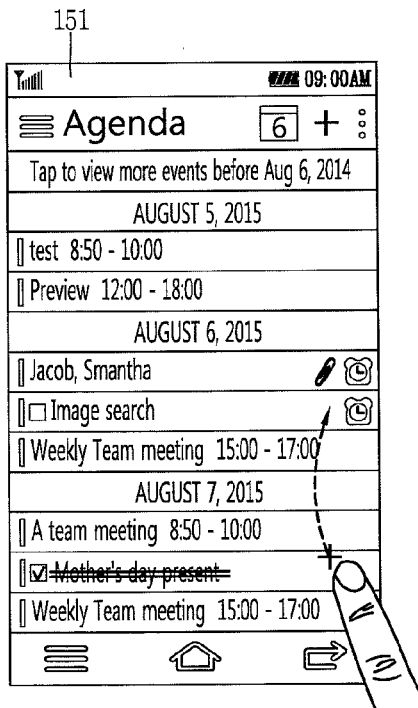 151
09:00AM
Agenda
6 +
Tap to view more events before Aug 6, 2014
AUGUST 5, 2015
test 8:50 - 10:00
Preview 12:00 - 18:00
AUGUST 6, 2015
Jacob, Smantha
Image search
Weekly Team meeting 15:00 - 17:00
AUGUST 7, 2015
A team meeting 8:50 - 10:00
Mother's day present
Weekly Team meeting 15:00 - 17:00